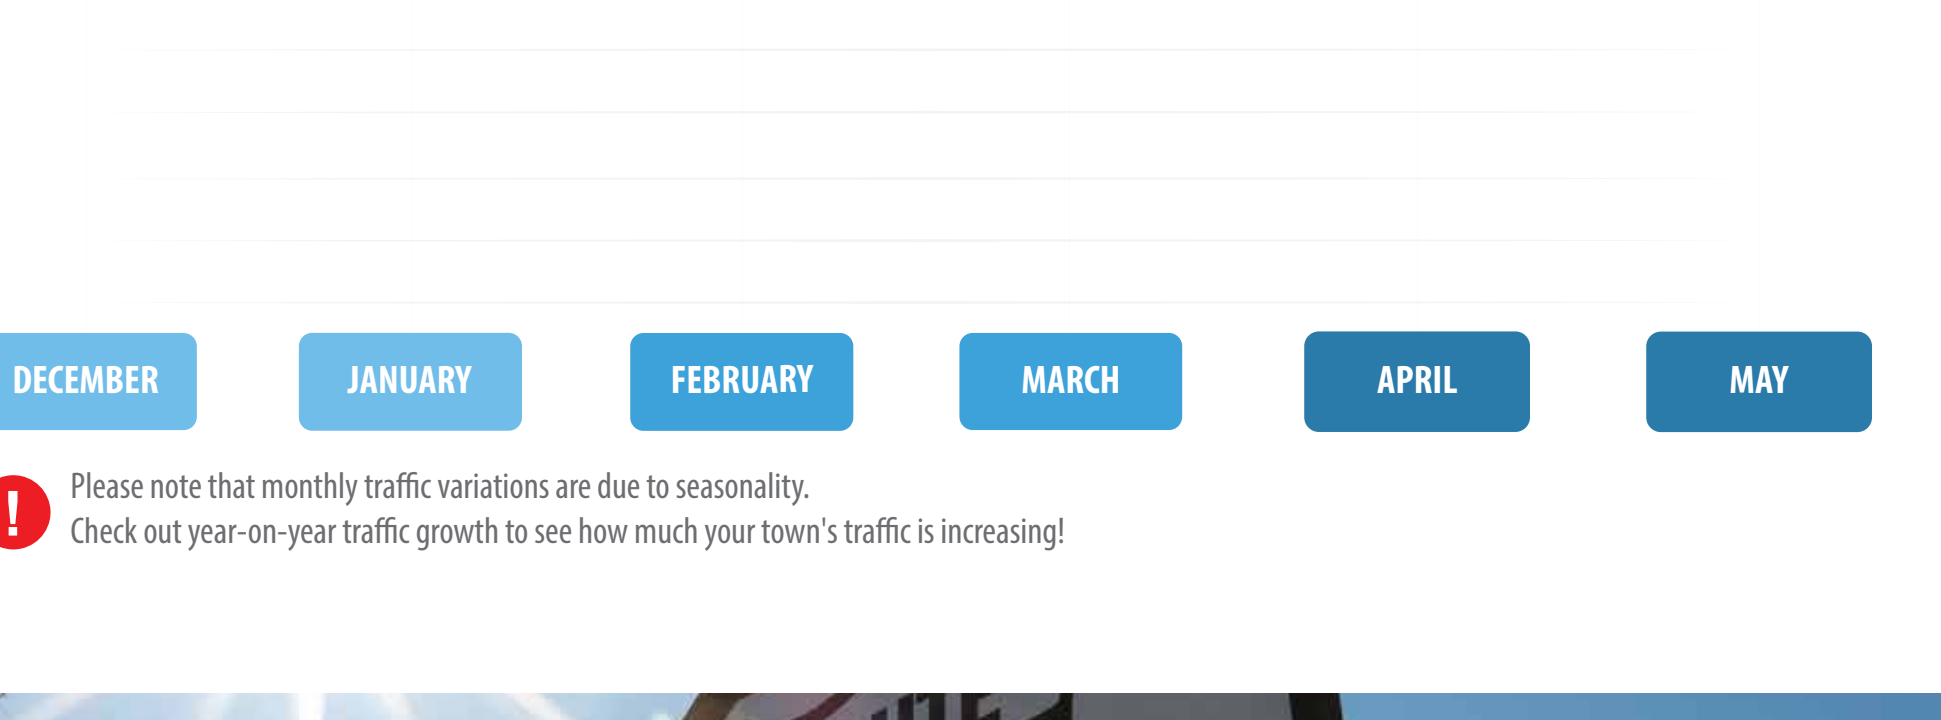 DECEMBER JANUARY FEBRUARY MARCH APRIL MAY
!
Please note that monthly traffic variations are due to seasonality.
Check out year-on-year traffic growth to see how much your town's traffic is increasing!